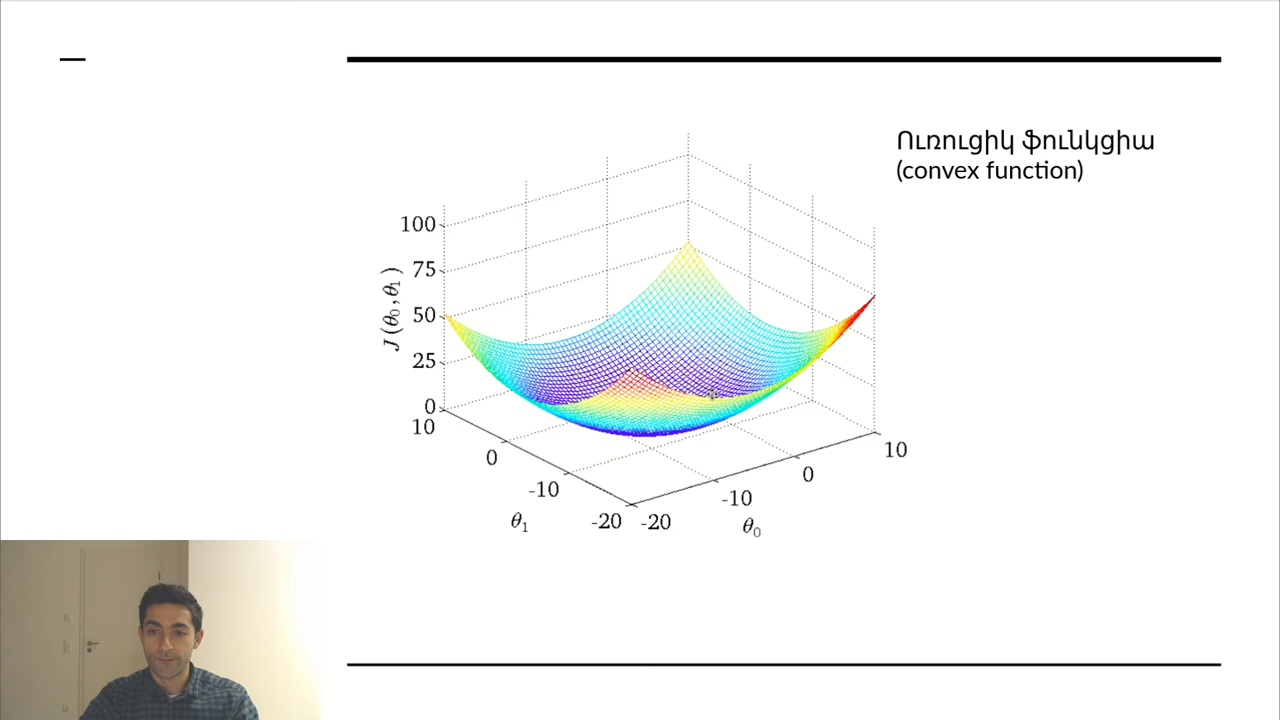 Ուռուցիկ ֆունկցիա
(convex function)
100
75
50
25
0
J (θ₀, θ₁)
10
0
-10
-20
θ₁
-20
-10
0
10
θ₀